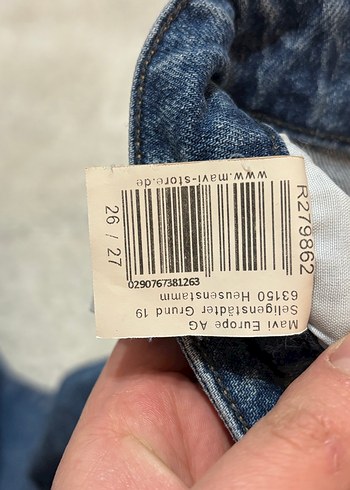 Mavi Europe AG
Seligenstädter Grund 19
63150 Heusenstamm
0290767381263
www.mavi-store.de
R279862
26 / 27